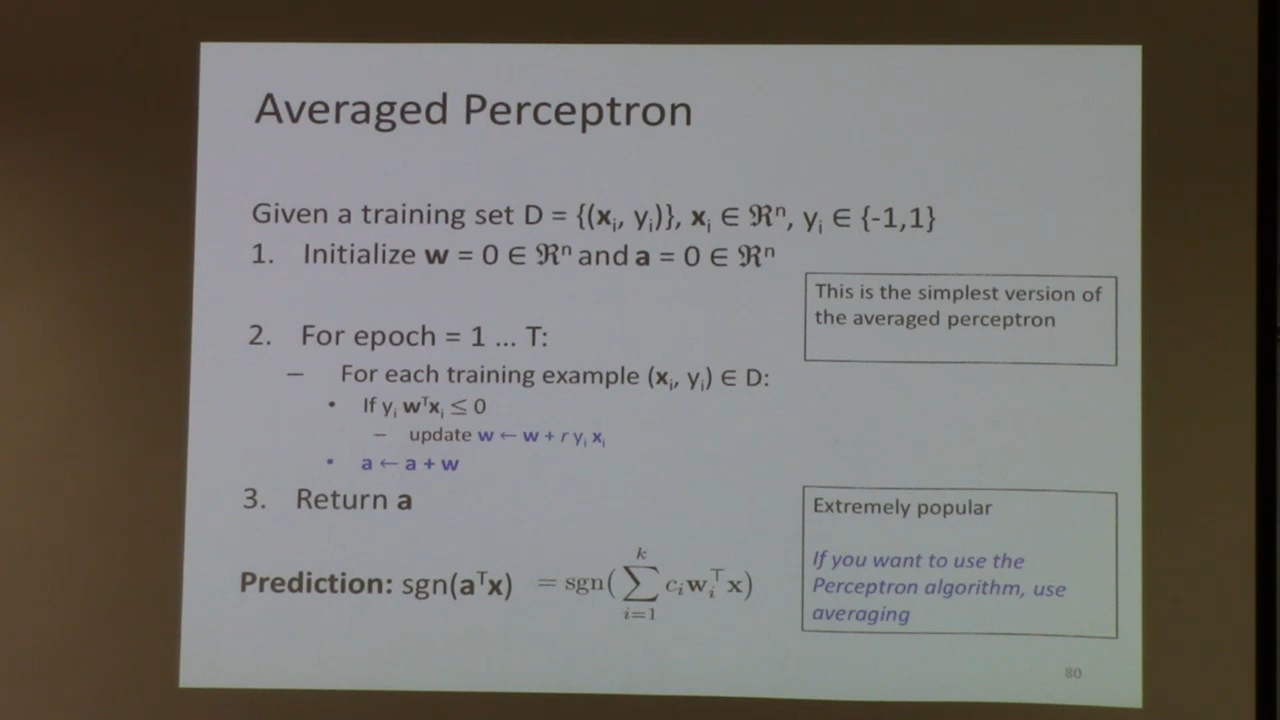 Averaged Perceptron
Given a training set D = {(xᵢ, yᵢ)}, xᵢ ∈ ℜⁿ, yᵢ ∈ {-1,1}
1. Initialize w = 0 ∈ ℜⁿ and a = 0 ∈ ℜⁿ
This is the simplest version of
the averaged perceptron
2. For epoch = 1 … T:
– For each training example (xᵢ, yᵢ) ∈ D:
• If yᵢ wᵀxᵢ ≤ 0
– update w ← w + r yᵢ xᵢ
• a ← a + w
3. Return a
Prediction: sgn(aᵀx) = sgn(∑ᵢ₌₁ᵏ cᵢwᵢᵀx)
Extremely popular
If you want to use the
Perceptron algorithm, use
averaging
80